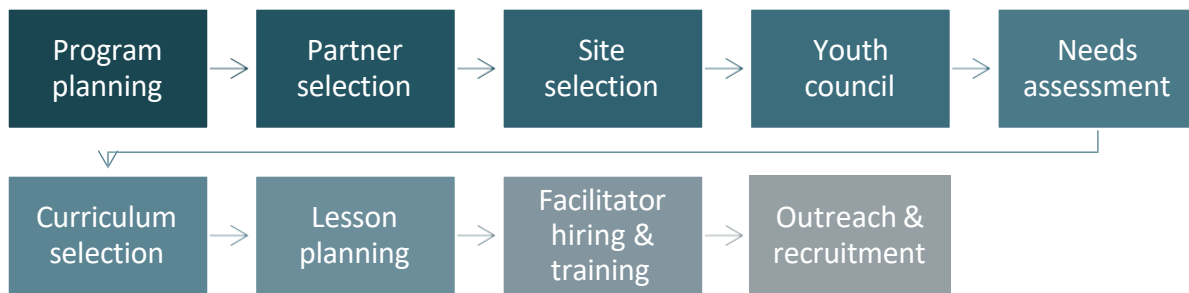 Program
planning
Partner
selection
Site
selection
Youth
council
Needs
assessment
Curriculum
selection
Lesson
planning
Facilitator
hiring &
training
Outreach &
recruitment